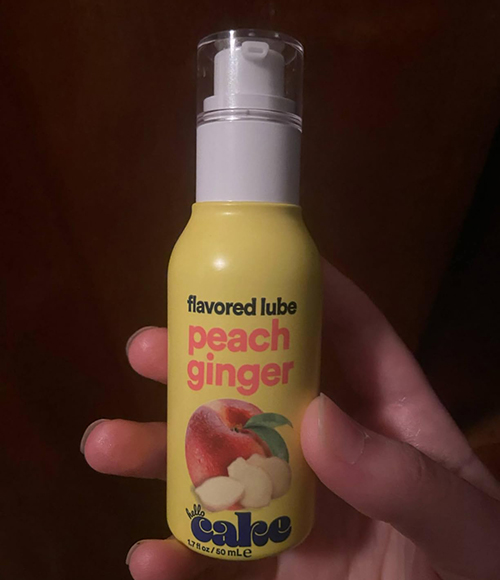 flavored lube
peach
ginger
hello
cake
1.7 fl oz / 50 mL e